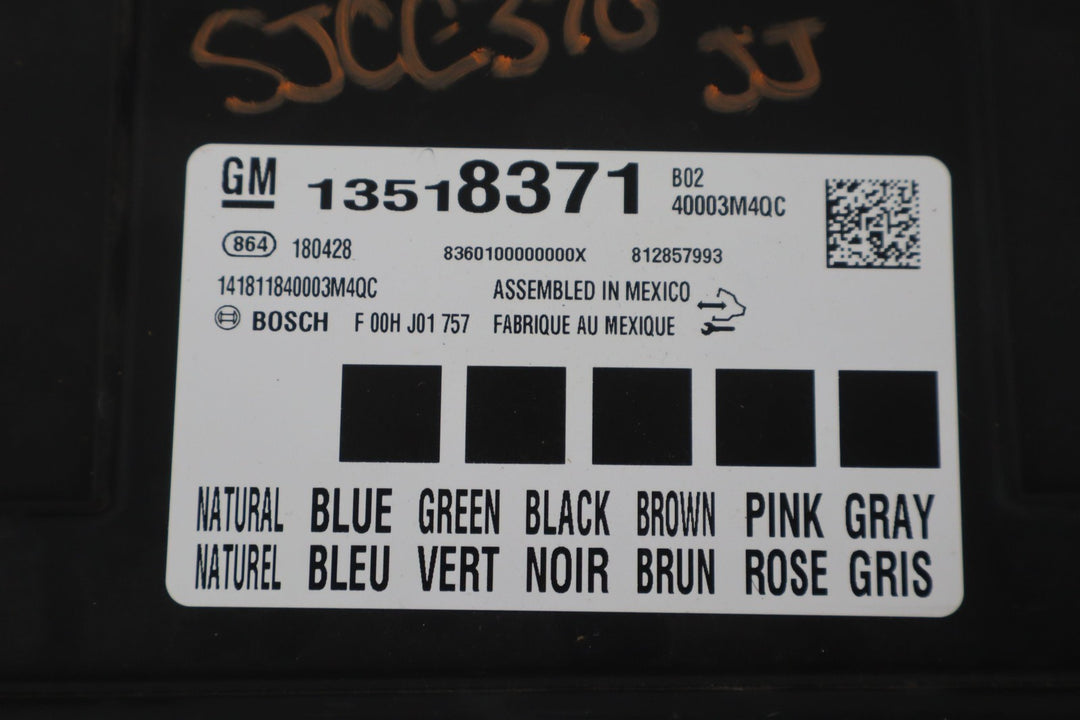 JJ
GM 13518371 B02
40003M4QC
864 180428 8360100000000X 812857993
141811840003M4QC ASSEMBLED IN MEXICO
BOSCH F 00H J01 757 FABRIQUE AU MEXIQUE
NATURAL BLUE GREEN BLACK BROWN PINK GRAY
NATUREL BLEU VERT NOIR BRUN ROSE GRIS